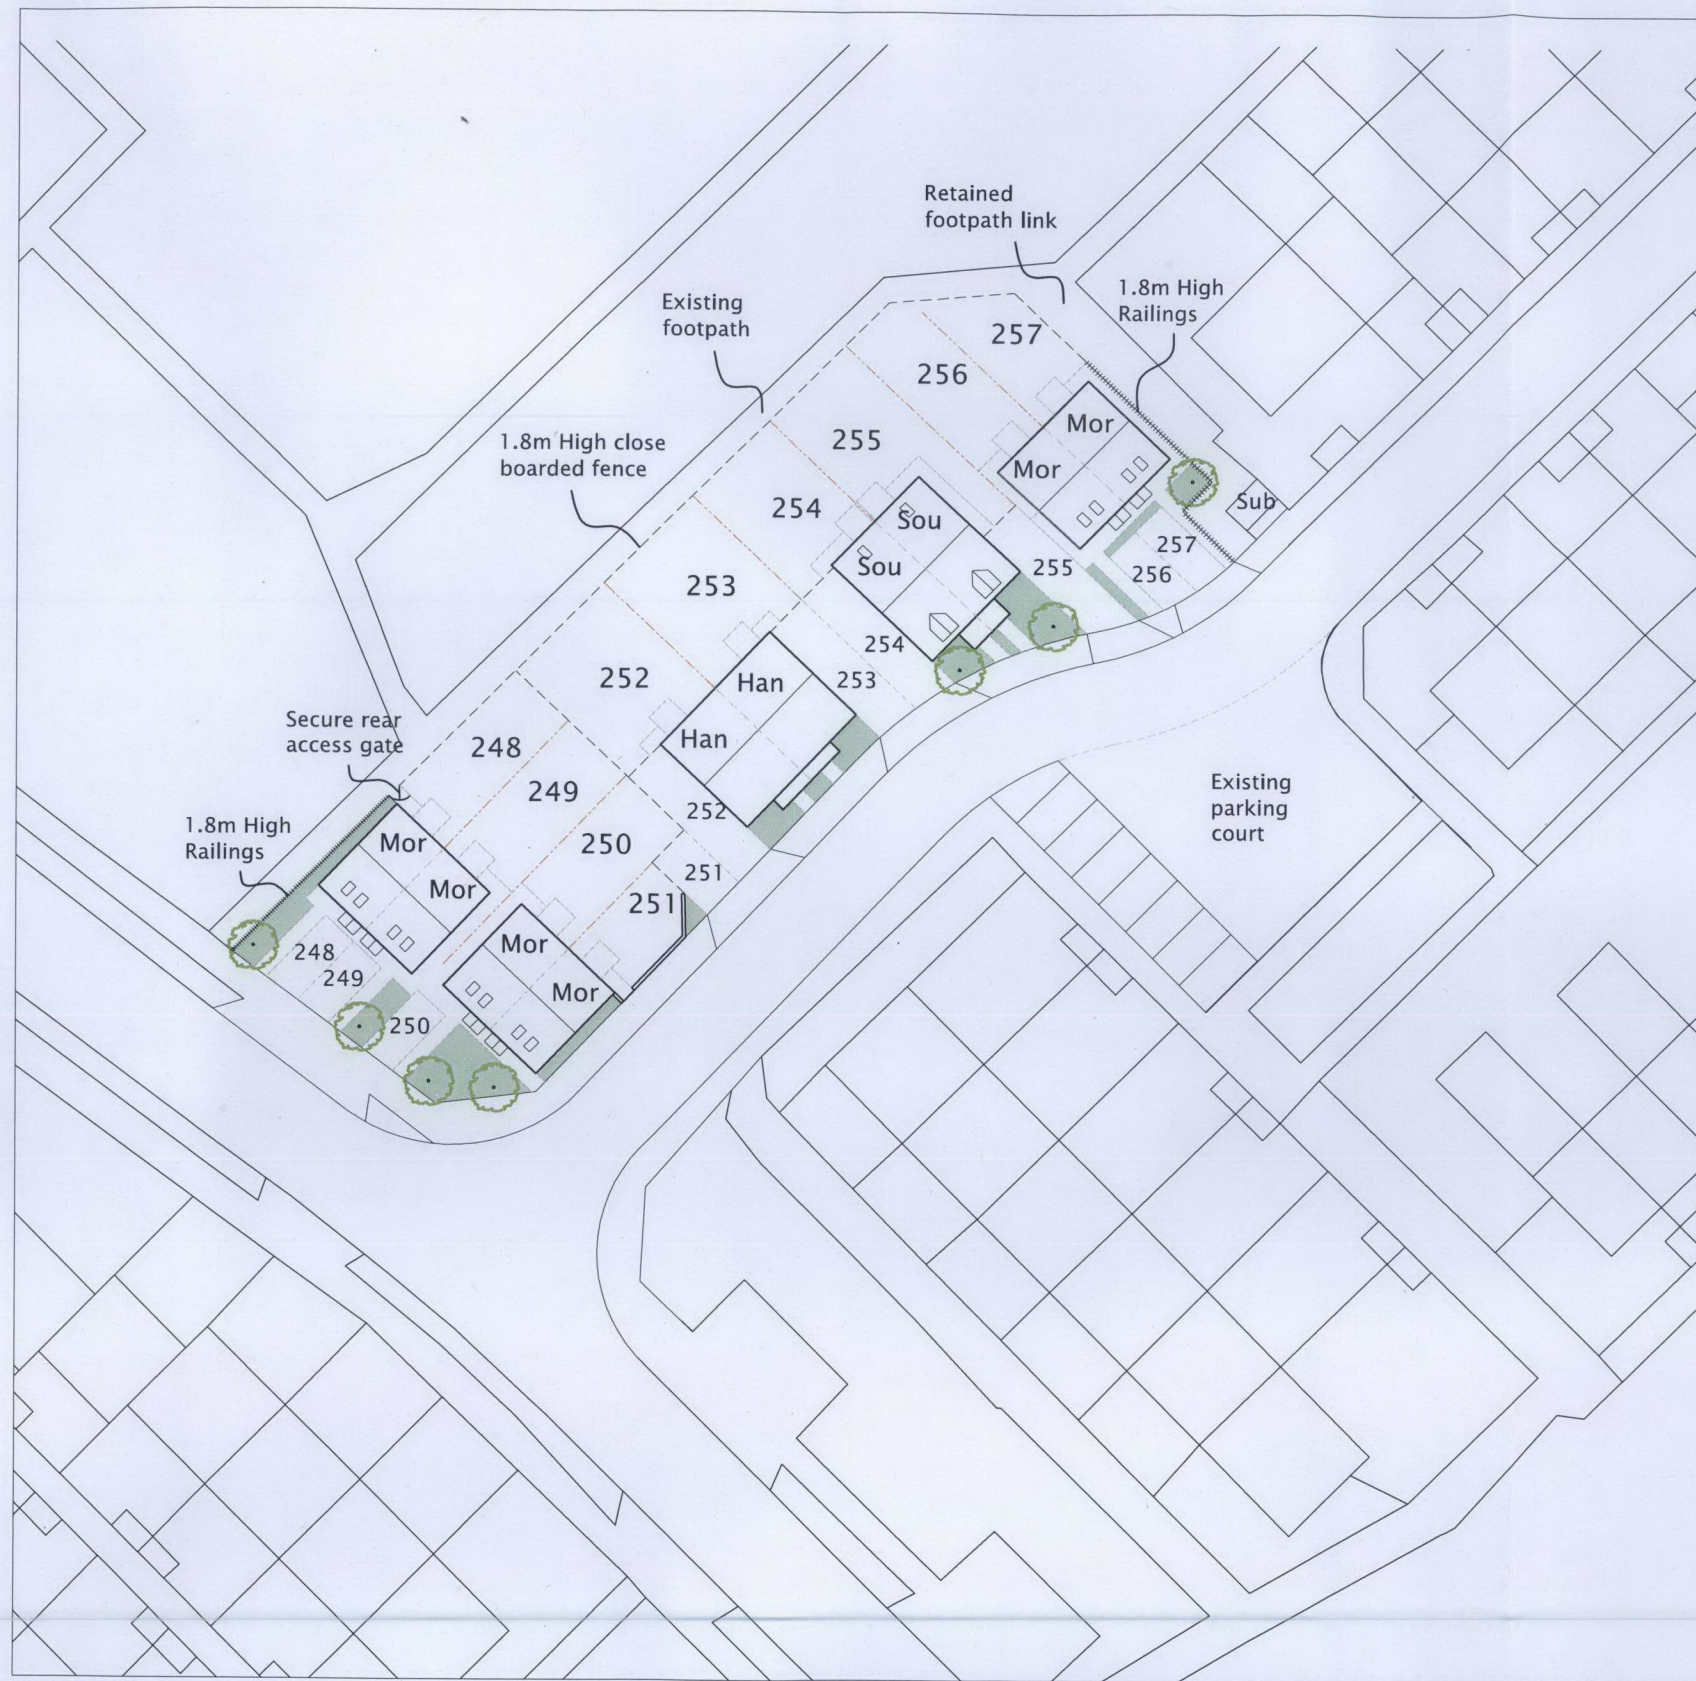 Retained
footpath link
1.8m High
Railings
Existing
footpath
257
256
Mor
Mor
1.8m High close
boarded fence
255
254
Sou
Sou
Sub
257
256
255
254
253
253
252
Han
Han
252
Secure rear
access gate
248
249
250
251
251
1.8m High
Railings
Mor
Mor
Mor
Mor
248
249
250
Existing
parking
court